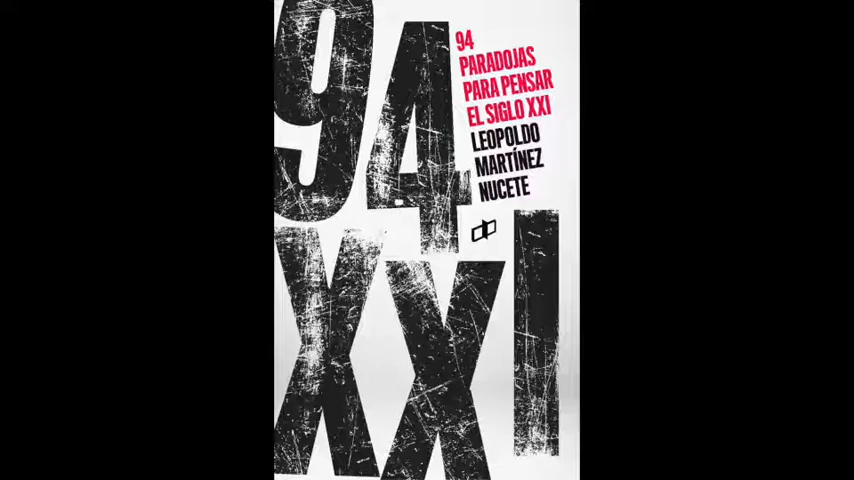 94
XXI
94
PARADOJAS
PARA PENSAR
EL SIGLO XXI
LEOPOLDO
MARTÍNEZ
NUCETE